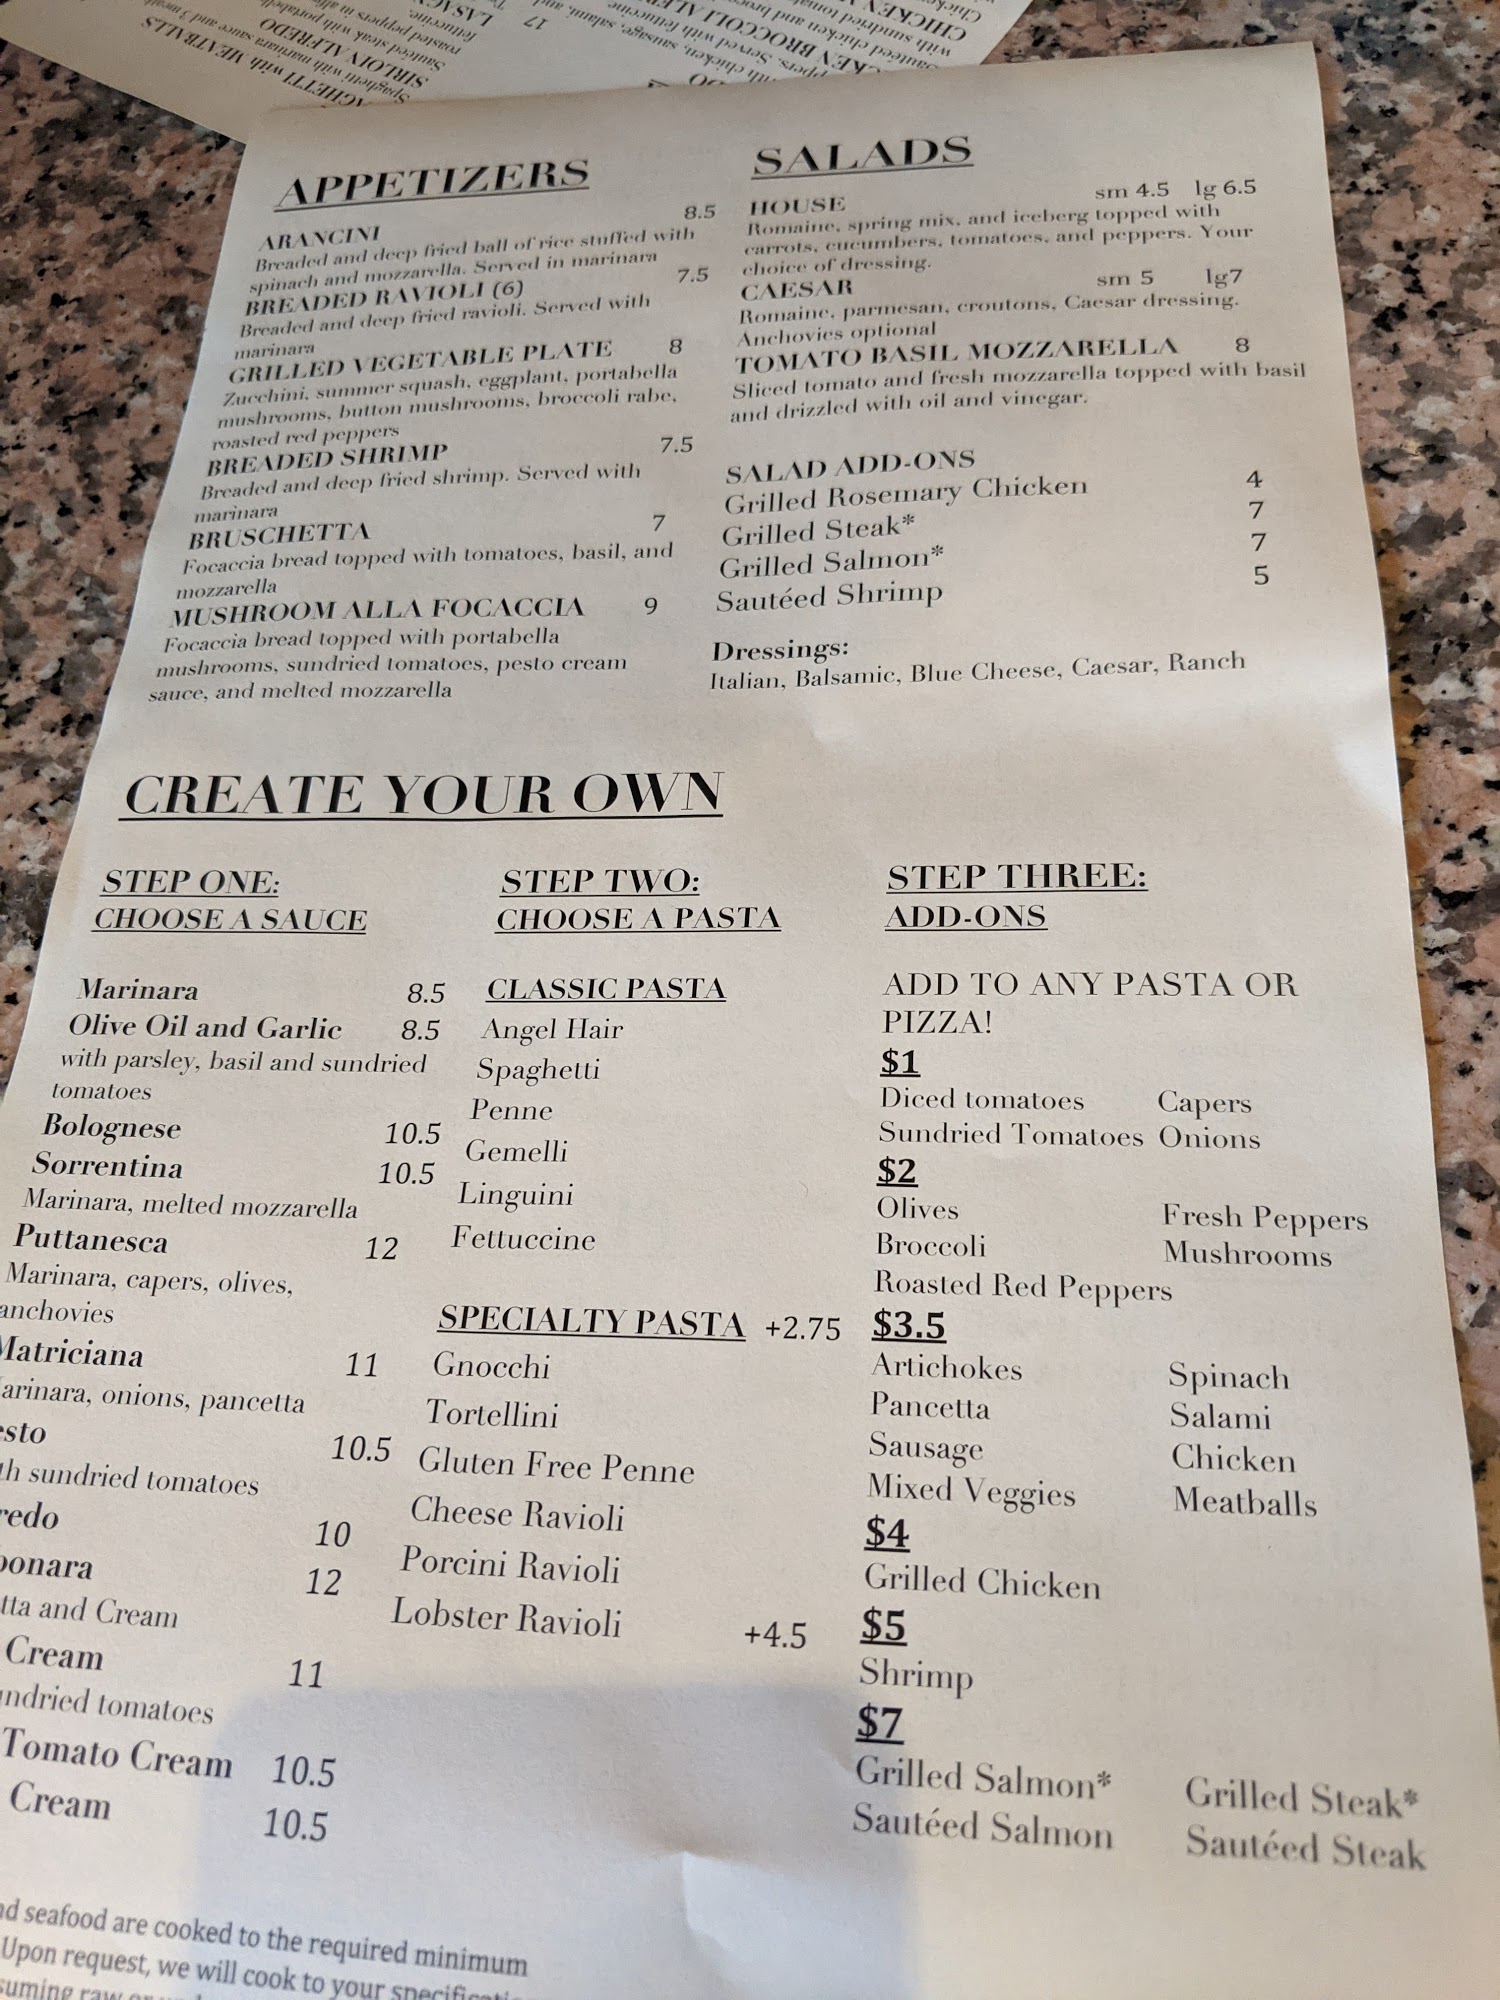 APPETIZERS
ARANCINI 8.5
Breaded and deep fried ball of rice stuffed with
spinach and mozzarella. Served in marinara
BREADED RAVIOLI (6) 7.5
Breaded and deep fried ravioli. Served with
marinara
GRILLED VEGETABLE PLATE 8
Zucchini, summer squash, eggplant, portabella
mushrooms, button mushrooms, broccoli rabe,
roasted red peppers
BREADED SHRIMP 7.5
Breaded and deep fried shrimp. Served with
marinara
BRUSCHETTA 7
Focaccia bread topped with tomatoes, basil, and
mozzarella
MUSHROOM ALLA FOCACCIA 9
Focaccia bread topped with portabella
mushrooms, sundried tomatoes, pesto cream
sauce, and melted mozzarella
SALADS
HOUSE sm 4.5 lg 6.5
Romaine, spring mix, and iceberg topped with
carrots, cucumbers, tomatoes, and peppers. Your
choice of dressing.
CAESAR sm 5 lg7
Romaine, parmesan, croutons, Caesar dressing.
Anchovies optional
TOMATO BASIL MOZZARELLA 8
Sliced tomato and fresh mozzarella topped with basil
and drizzled with oil and vinegar.
SALAD ADD-ONS
Grilled Rosemary Chicken 4
Grilled Steak* 7
Grilled Salmon* 7
Sautéed Shrimp 5
Dressings:
Italian, Balsamic, Blue Cheese, Caesar, Ranch
CREATE YOUR OWN
STEP ONE:
CHOOSE A SAUCE
Marinara 8.5
Olive Oil and Garlic 8.5
with parsley, basil and sundried
tomatoes
Bolognese 10.5
Sorrentina 10.5
Marinara, melted mozzarella
Puttanesca 12
Marinara, capers, olives,
anchovies
Matriciana 11
arinara, onions, pancetta
esto 10.5
th sundried tomatoes
redo 10
bonara 12
tta and Cream
Cream 11
ndried tomatoes
Tomato Cream 10.5
Cream 10.5
STEP TWO:
CHOOSE A PASTA
CLASSIC PASTA
Angel Hair
Spaghetti
Penne
Gemelli
Linguini
Fettuccine
SPECIALTY PASTA +2.75
Gnocchi
Tortellini
Gluten Free Penne
Cheese Ravioli
Porcini Ravioli
Lobster Ravioli +4.5
STEP THREE:
ADD-ONS
ADD TO ANY PASTA OR
PIZZA!
$1
Diced tomatoes Capers
Sundried Tomatoes Onions
$2
Olives Fresh Peppers
Broccoli Mushrooms
Roasted Red Peppers
$3.5
Artichokes Spinach
Pancetta Salami
Sausage Chicken
Mixed Veggies Meatballs
$4
Grilled Chicken
$5
Shrimp
$7
Grilled Salmon* Grilled Steak*
Sautéed Salmon Sautéed Steak
nd seafood are cooked to the required minimum
Upon request, we will cook to your specificati
suming raw or